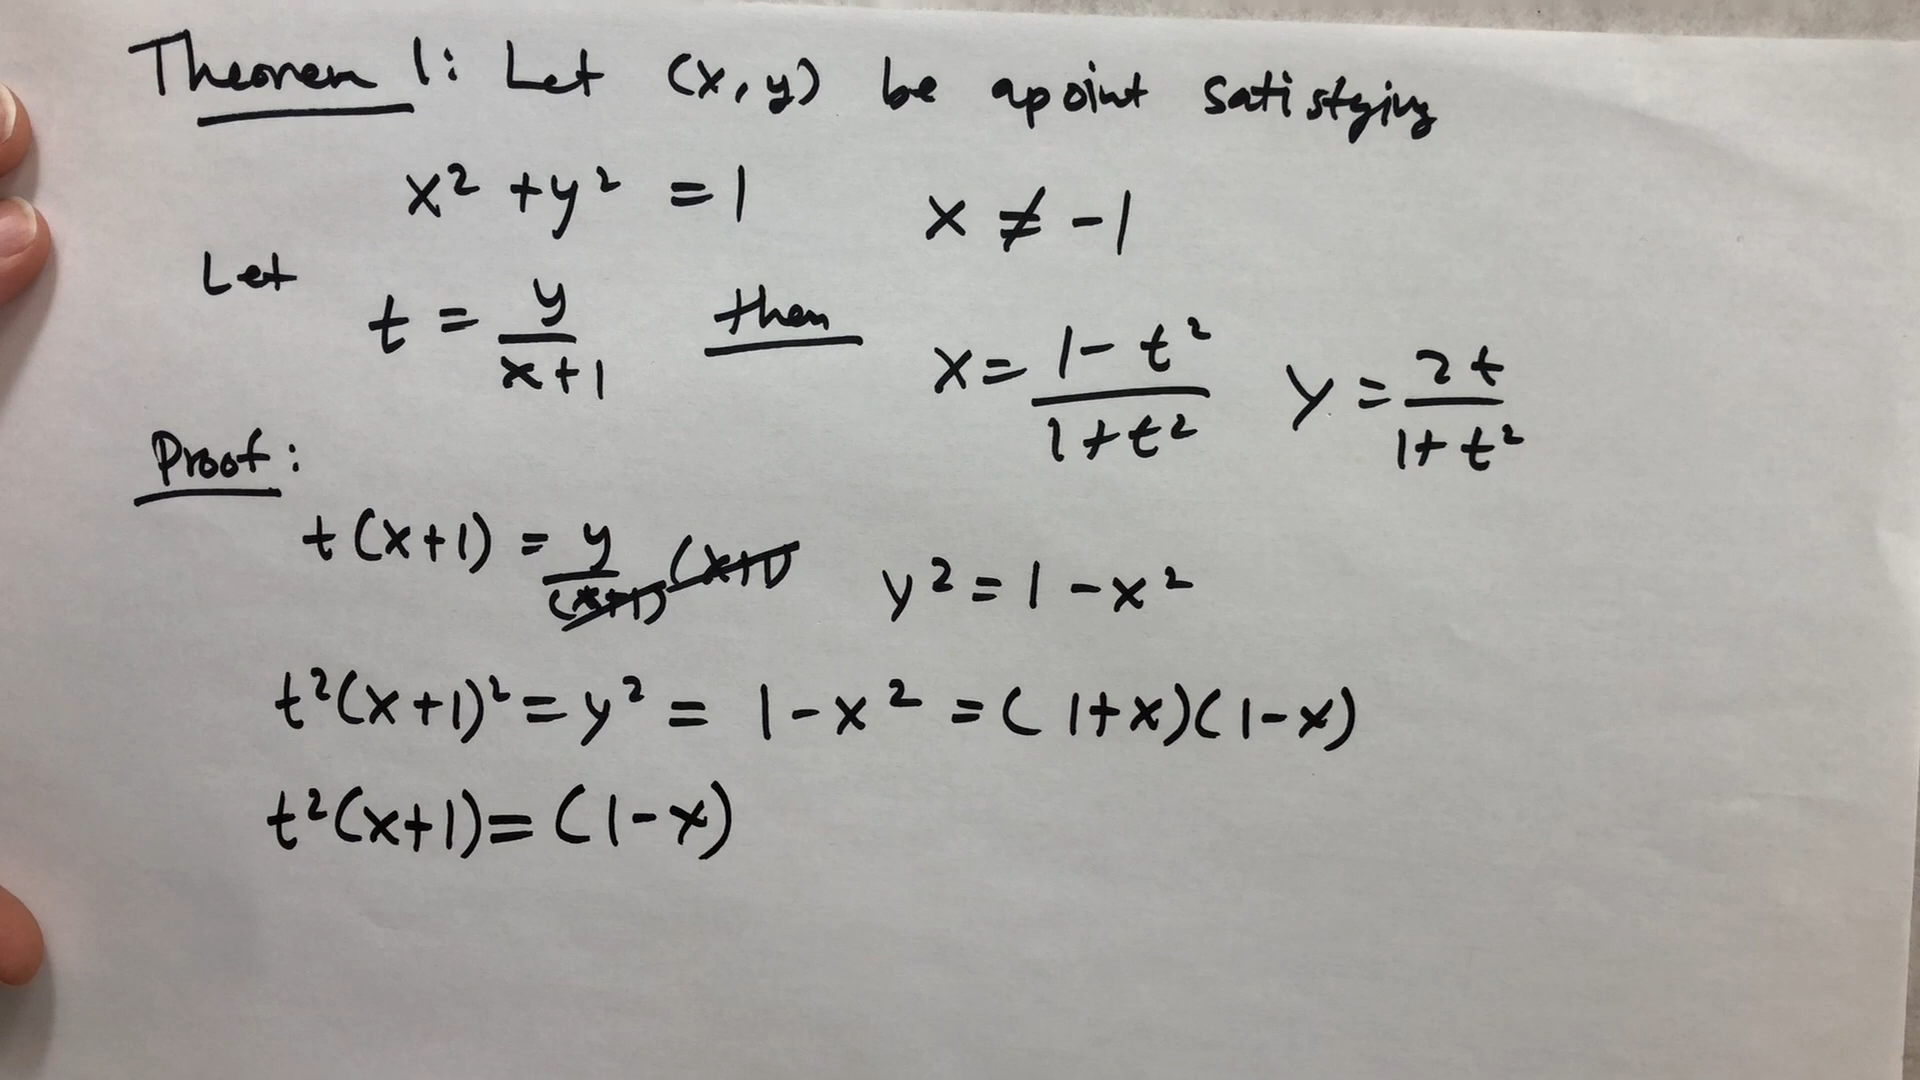 Theorem 1: Let (x, y) be apoint satisfying
x² + y² = 1 x ≠ -1
Let
t = y/(x+1) then x = (1 - t²)/(1 + t²) y = 2t/(1 + t²)
Proof:
t(x+1) = y/(x+1) (x+1) y² = 1 - x²
t²(x+1)² = y² = 1 - x² = (1+x)(1-x)
t²(x+1) = (1-x)